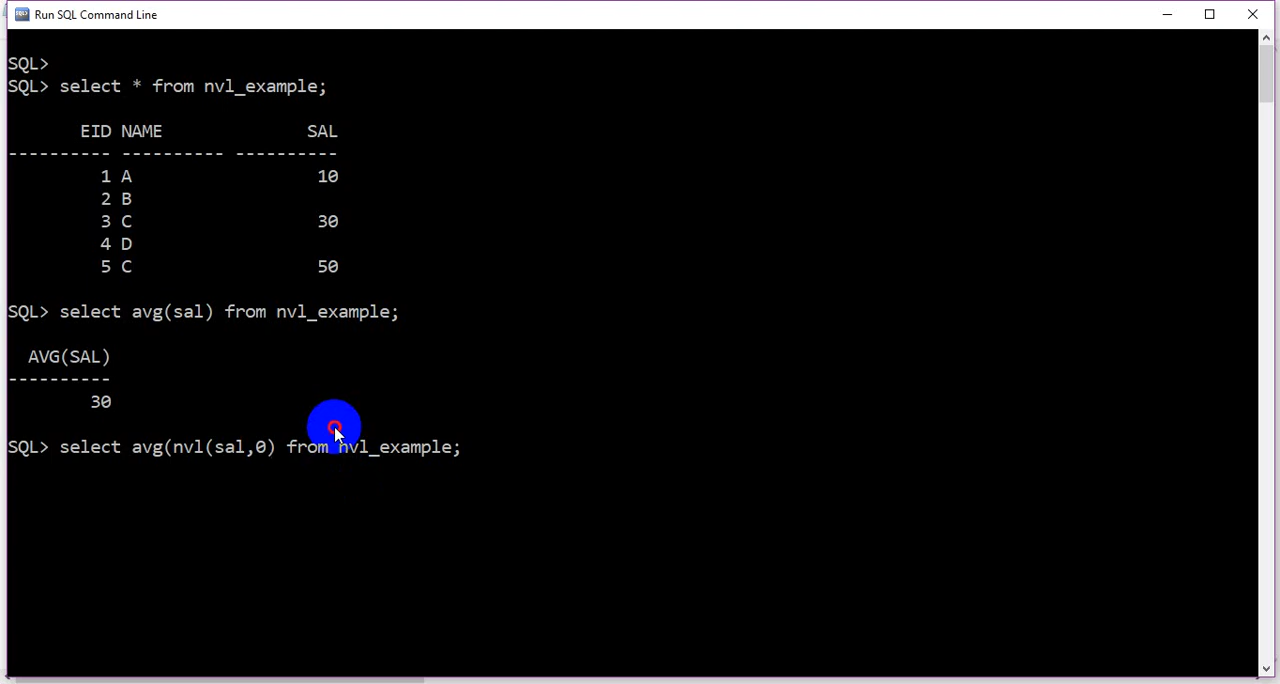 Run SQL Command Line
SQL>
SQL> select * from nvl_example;
EID NAME SAL
---------- ---------- ----------
1 A 10
2 B
3 C 30
4 D
5 C 50
SQL> select avg(sal) from nvl_example;
AVG(SAL)
----------
30
SQL> select avg(nvl(sal,0) from nvl_example;